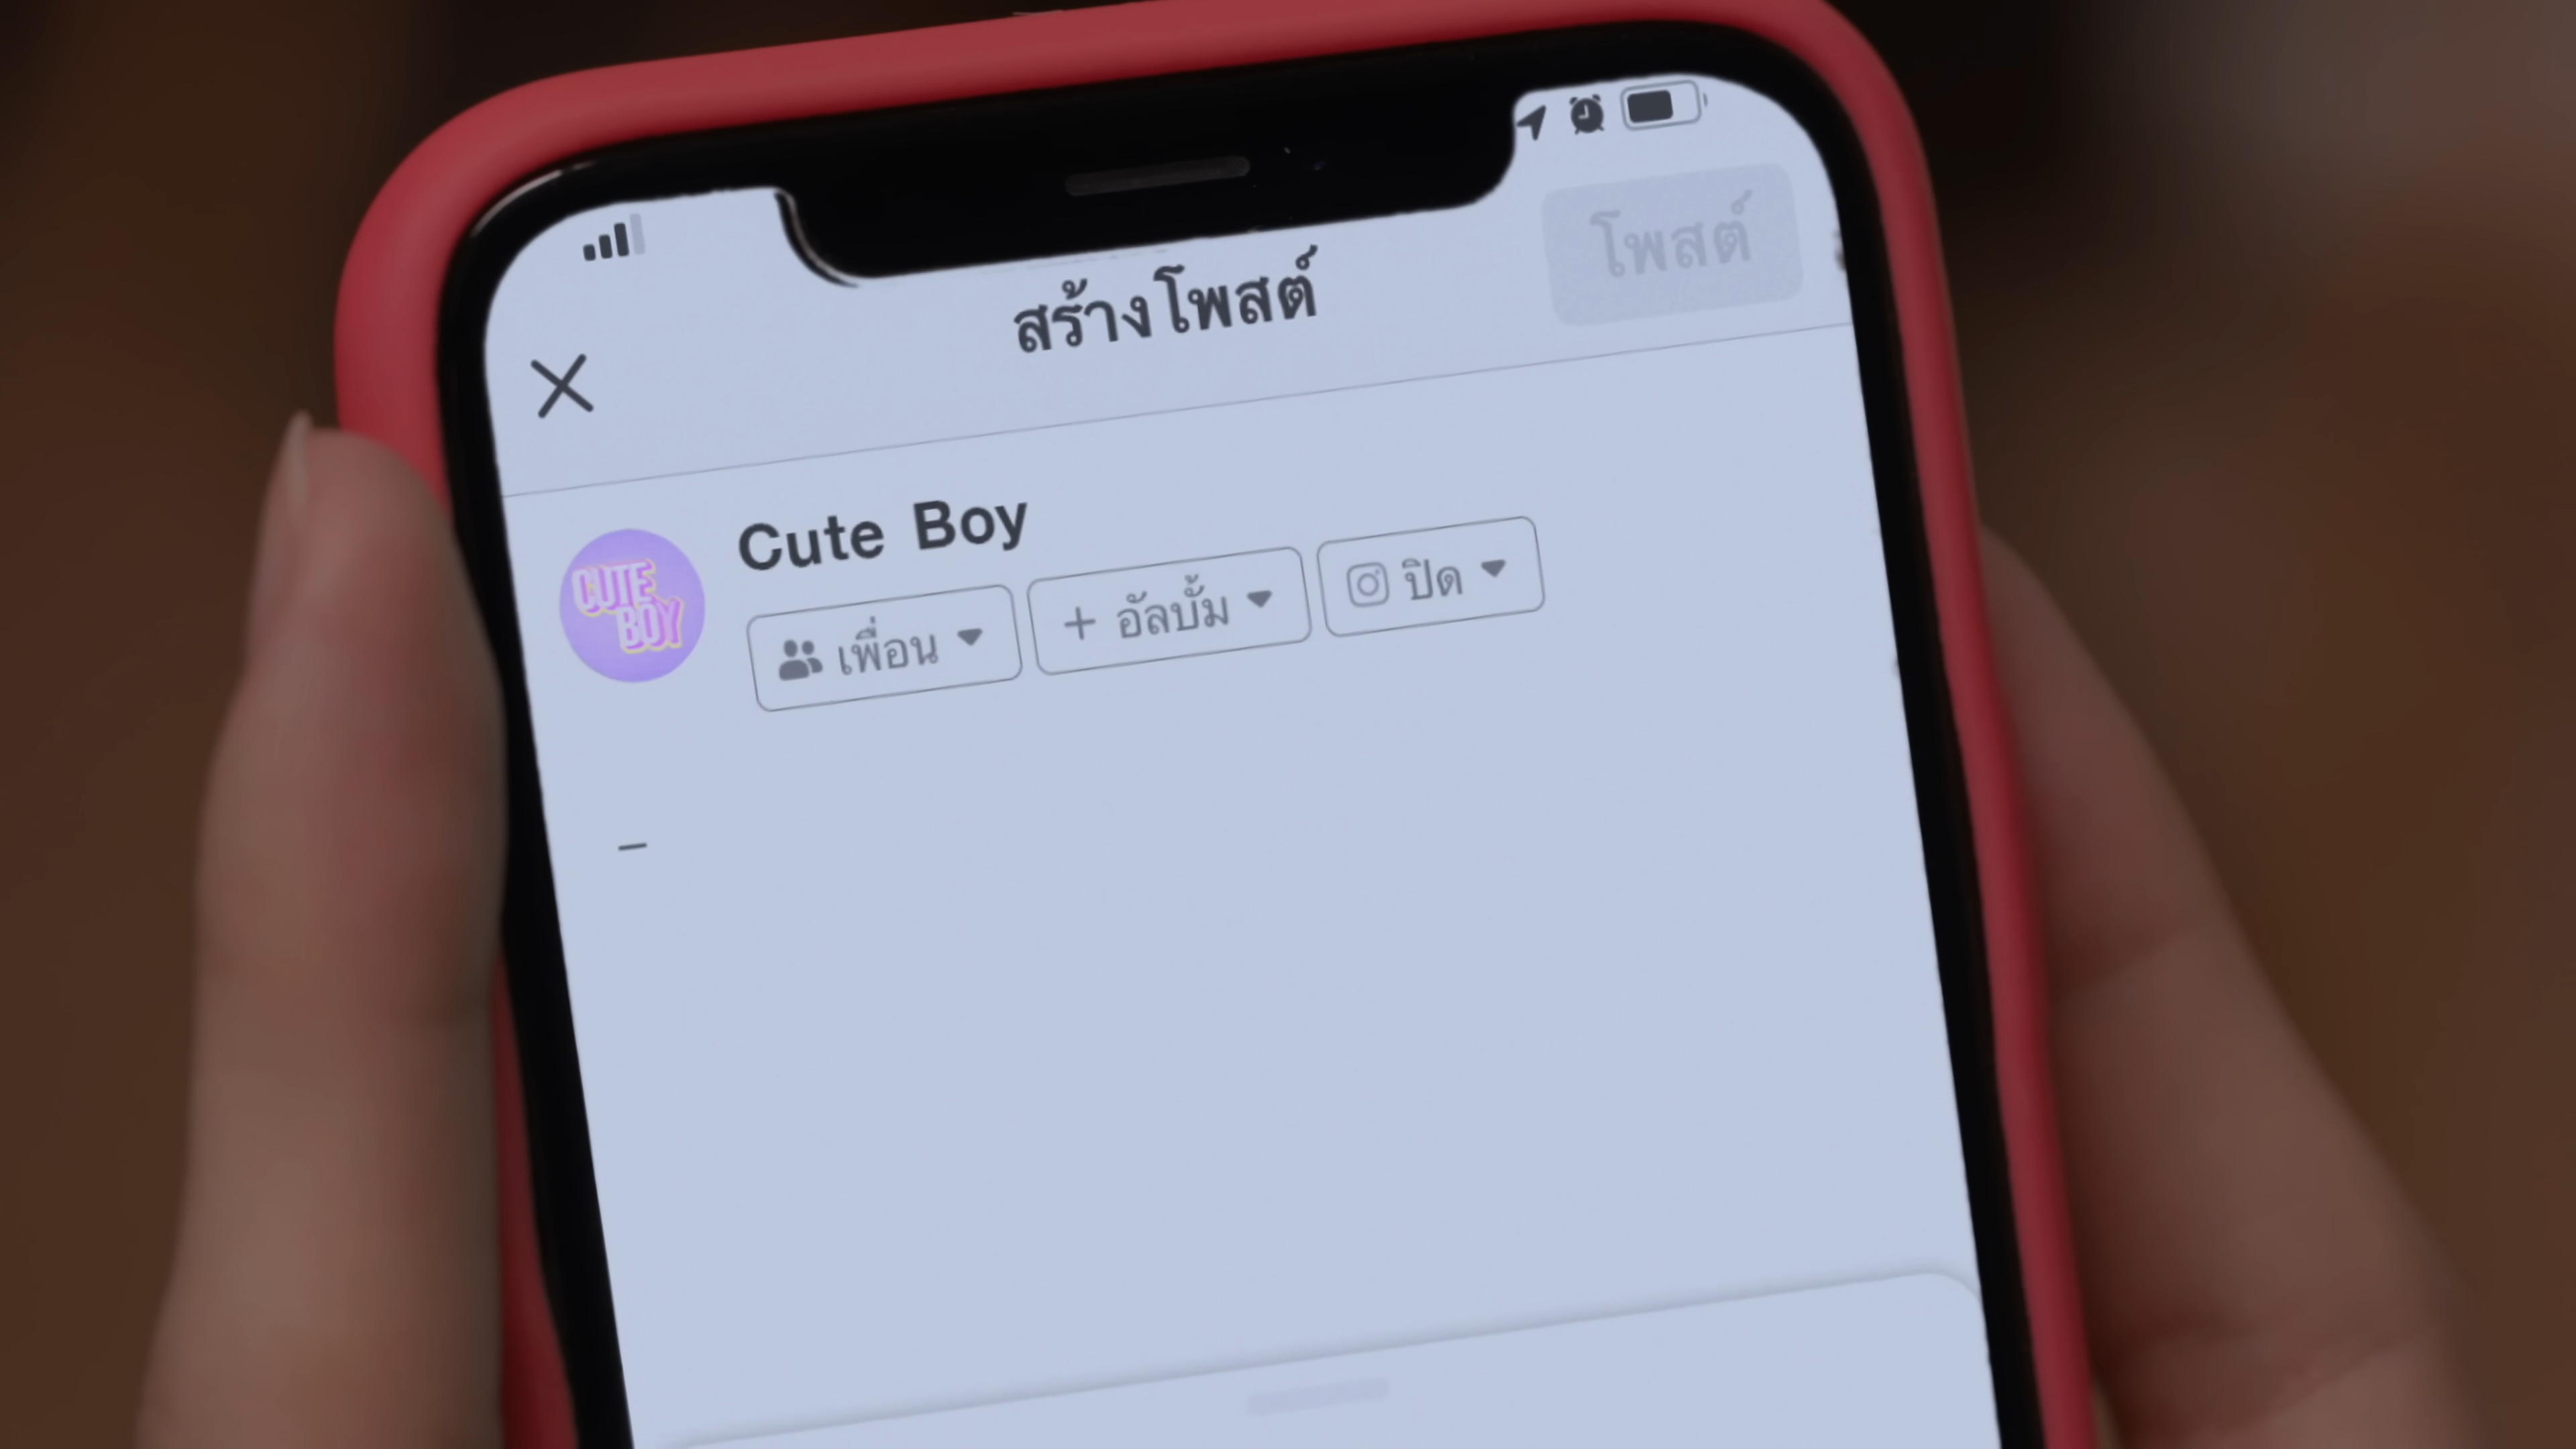 โพสต์
สร้างโพสต์
Cute Boy
CUTE
BOY
เพื่อน
+ อัลบั้ม
ปิด
–